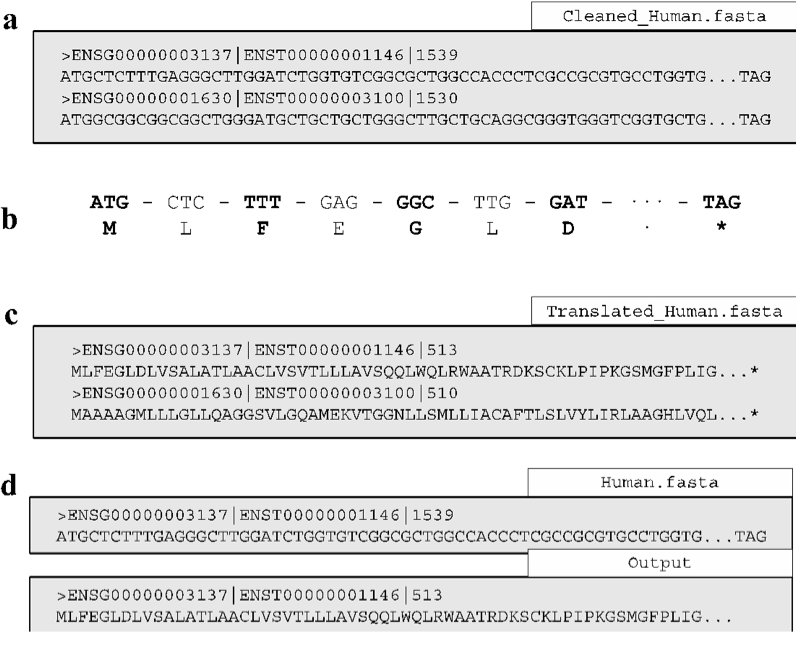 a
Cleaned_Human.fasta
>ENSG00000003137|ENST00000001146|1539
ATGCTCTTTGAGGGCTTGGATCTGGTGTCGGCGCTGGCCACCCTCGCCGCGTGCCTGGTG...TAG
>ENSG00000001630|ENST00000003100|1530
ATGGCGGCGGCGGCTGGGATGCTGCTGCTGGGCTTGCTGCAGGCGGGTGGGTCGGTGCTG...TAG
b
ATG – CTC – TTT – GAG – GGC – TTG – GAT – ··· – TAG
M L F E G L D · *
c
Translated_Human.fasta
>ENSG00000003137|ENST00000001146|513
MLFEGLDLVSALATLAACLVSVTLLLAVSQQLWQLRWAATRDKSCKLPIPKGSMGFPLIG...*
>ENSG00000001630|ENST00000003100|510
MAAAAGMLLLGLLQAGGSVLGQAMEKVTGGNLLSMLLIACAFTLSLVYLIRLAAGHLVQL...*
d
Human.fasta
>ENSG00000003137|ENST00000001146|1539
ATGCTCTTTGAGGGCTTGGATCTGGTGTCGGCGCTGGCCACCCTCGCCGCGTGCCTGGTG...TAG
Output
>ENSG00000003137|ENST00000001146|513
MLFEGLDLVSALATLAACLVSVTLLLAVSQQLWQLRWAATRDKSCKLPIPKGSMGFPLIG...